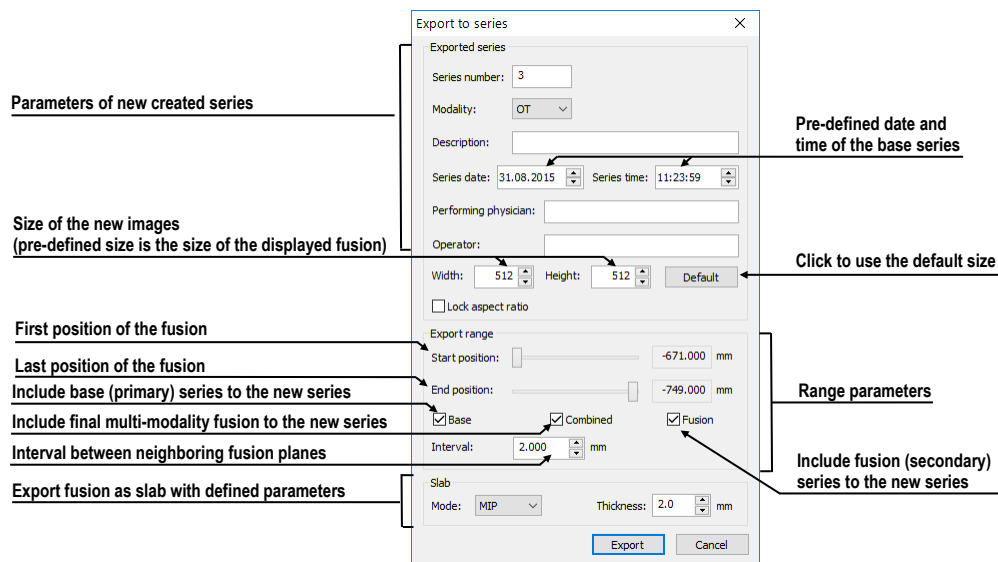 Export to series
Exported series
Series number: 3
Parameters of new created series
Modality: OT
Description:
Pre-defined date and
time of the base series
Series date: 31.08.2015 Series time: 11:23:59
Performing physician:
Size of the new images
(pre-defined size is the size of the displayed fusion)
Operator:
Width: 512 Height: 512 Default
Click to use the default size
Lock aspect ratio
First position of the fusion
Export range
Start position: -671.000 mm
Last position of the fusion
End position: -749.000 mm
Include base (primary) series to the new series
Range parameters
Base Combined Fusion
Include final multi-modality fusion to the new series
Interval: 2.000 mm
Interval between neighboring fusion planes
Include fusion (secondary)
series to the new series
Export fusion as slab with defined parameters
Slab
Mode: MIP Thickness: 2.0 mm
Export Cancel